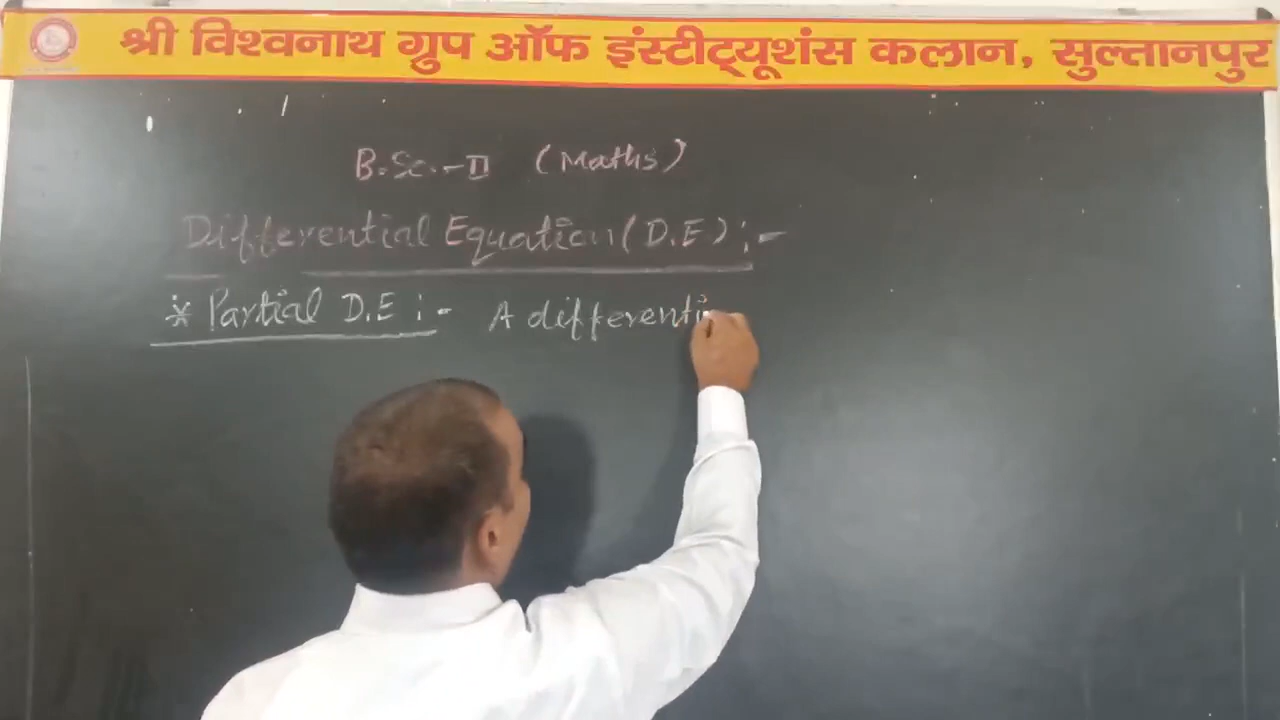 श्री विश्वनाथ ग्रुप ऑफ इंस्टीट्यूशंस कलान, सुल्तानपुर
B.Sc.-II (Maths)
Differential Equation (D.E) :-
* Partial D.E :- A differenti